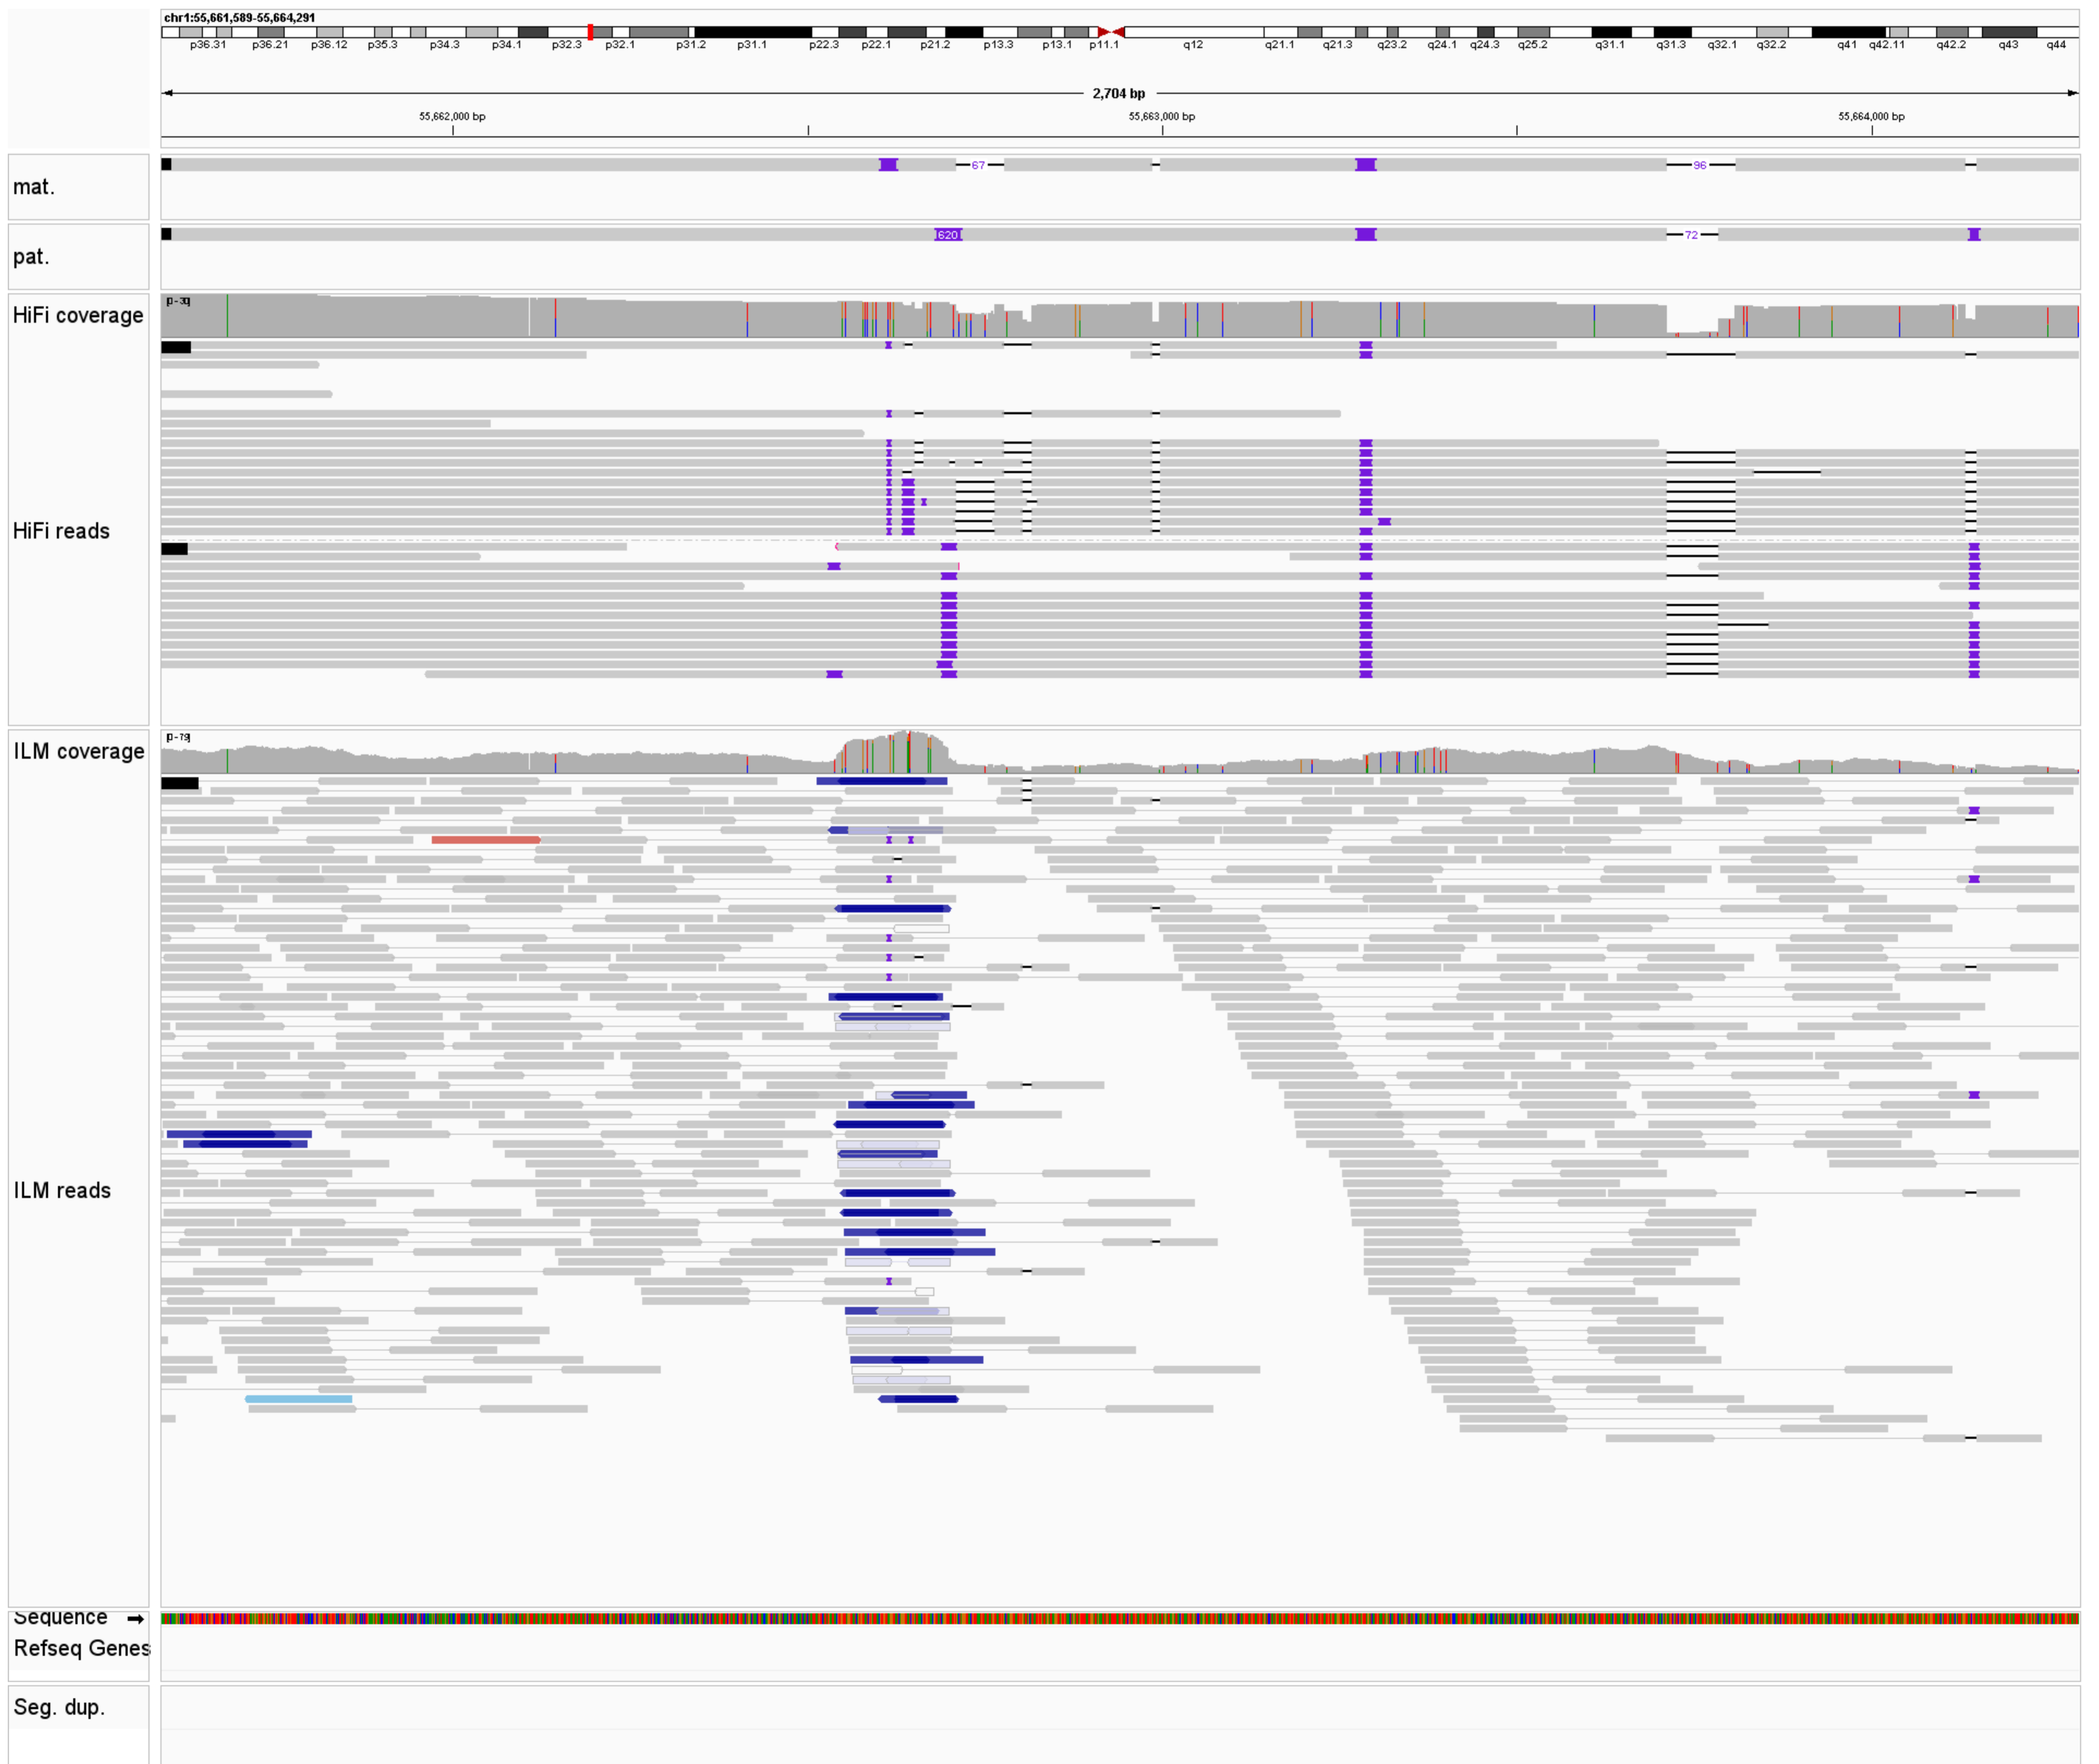 chr1:55,661,589-55,664,291
p36.31 p36.21 p36.12 p35.3 p34.3 p34.1 p32.3 p32.1 p31.2 p31.1 p22.3 p22.1 p21.2 p13.3 p13.1 p11.1 q12 q21.1 q21.3 q23.2 q24.1 q24.3 q25.2 q31.1 q31.3 q32.1 q32.2 q41 q42.11 q42.2 q43 q44
2,704 bp
55,662,000 bp 55,663,000 bp 55,664,000 bp
mat. 67 96
pat. 620 72
HiFi coverage
HiFi reads
ILM coverage
ILM reads
Sequence
Refseq Genes
Seg. dup.